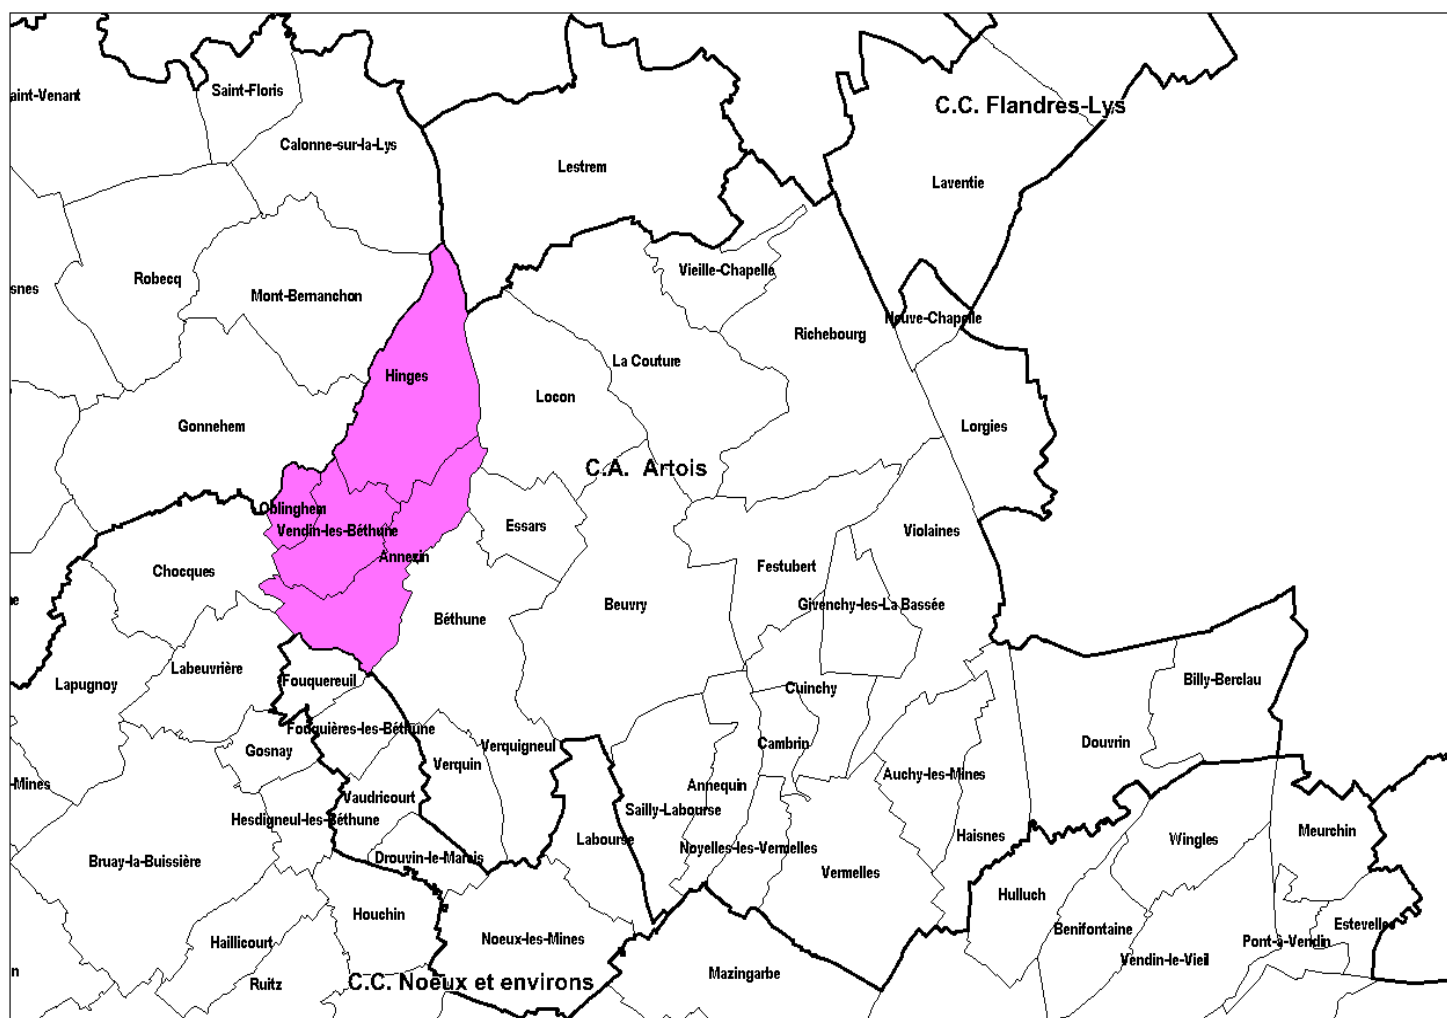 Saint-Floris
aint-Venant
C.C. Flandres-Lys
Calonne-sur-la-Lys
Lestrem
Laventie
Vieille-Chapelle
Robecq
snes
Mont-Bernanchon
Neuve-Chapelle
Richebourg
La Couture
Hinges
Locon
Gonnehem
Lorgies
C.A. Artois
Oblinghem
Essars
Vendin-les-Béthune
Violaines
Annezin
Festubert
Chocques
e
Beuvry
Givenchy-les-La Bassée
Béthune
Labeuvrière
Billy-Berclau
Fouquereuil
Lapugnoy
Cuinchy
Fouquières-les-Béthune
Douvrin
Verquigneul
Cambrin
Gosnay
Verquin
Auchy-les-Mines
-Mines
Annequin
Vaudricourt
Sailly-Labourse
Hesdigneul-les-Béthune
Meurchin
Haisnes
Labourse
Wingles
Noyelles-les-Vermelles
Drouvin-le-Marais
Bruay-la-Buissière
Vermelles
Hulluch
Houchin
Estevelles
Benifontaine
Noeux-les-Mines
Pont-à-Vendin
Haillicourt
Vendin-le-Vieil
n
Mazingarbe
C.C. Noeux et environs
Ruitz